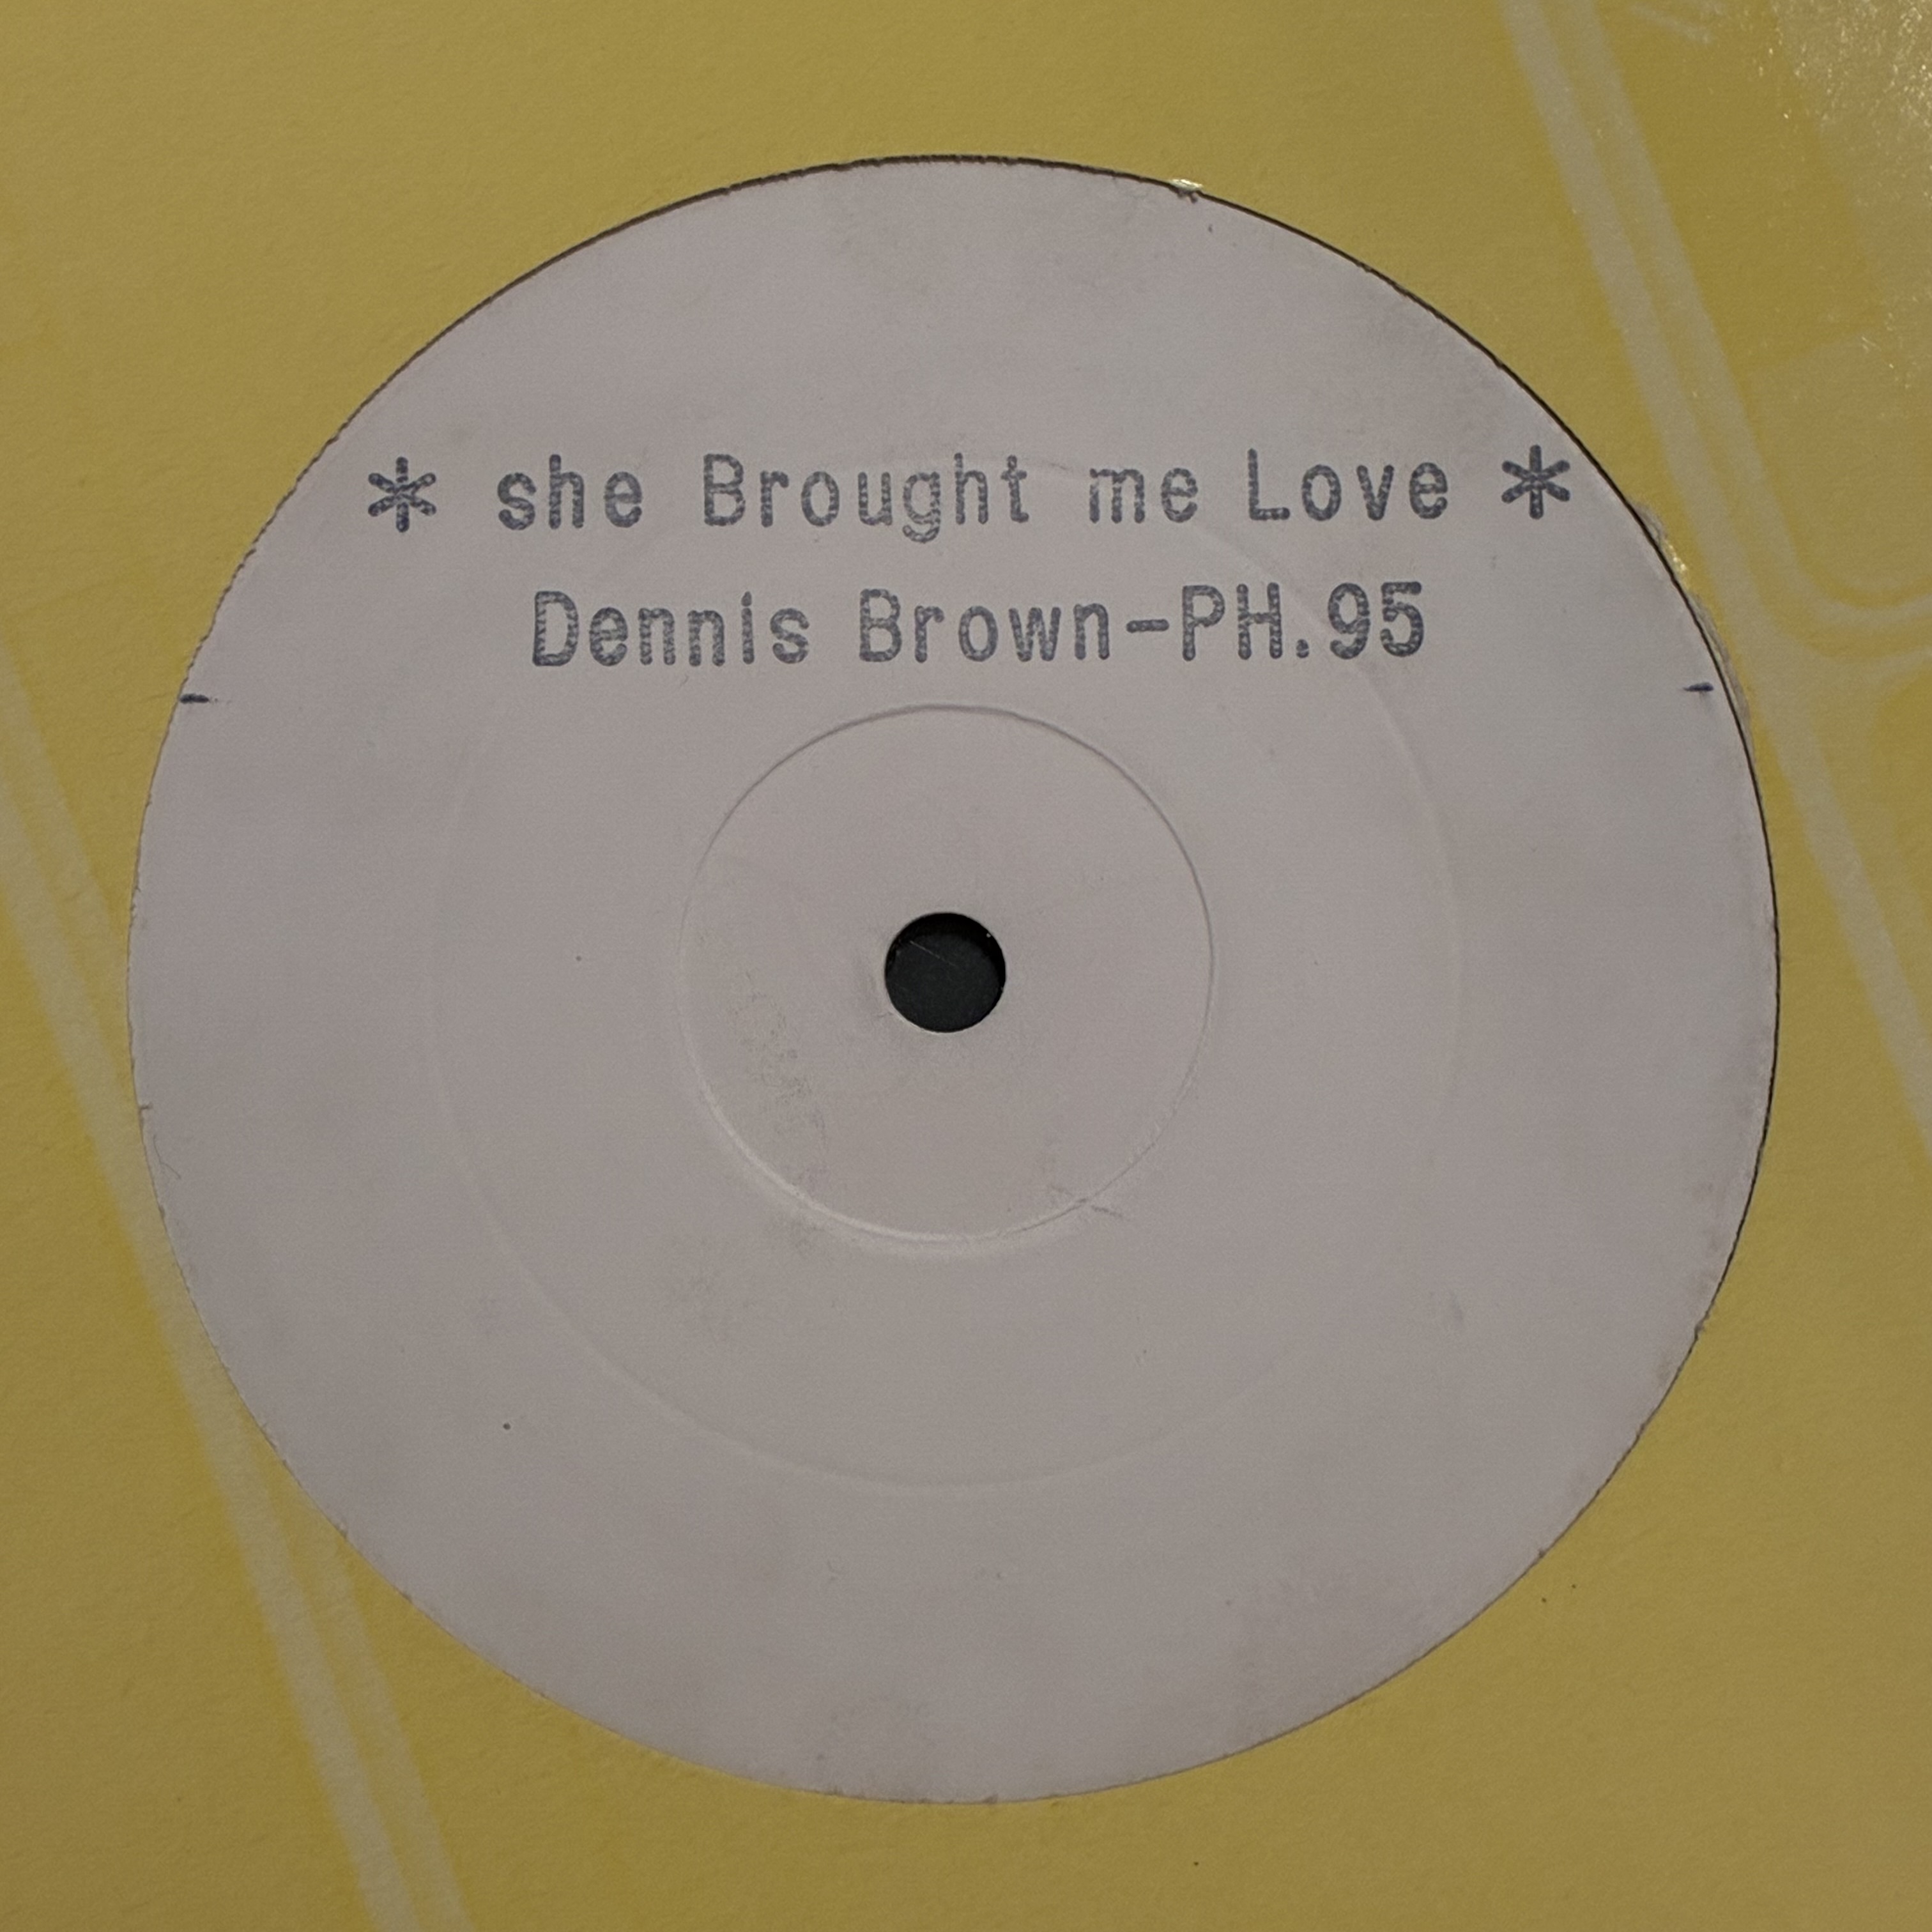 * she Brought me Love *
Dennis Brown-PH.95